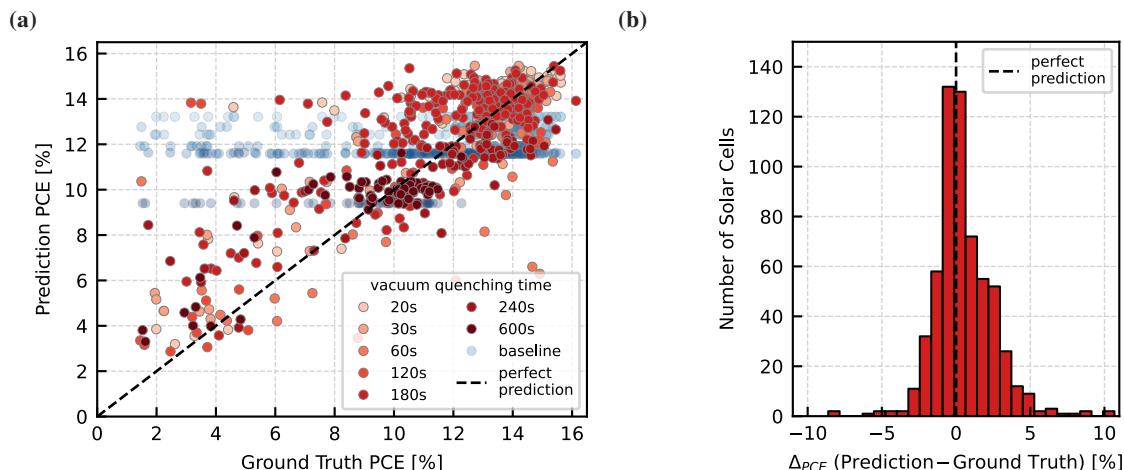 (a)
16
14
12
10
8
6
4
2
0
Prediction PCE [%]
vacuum quenching time
20s
30s
60s
120s
180s
240s
600s
baseline
perfect
prediction
0 2 4 6 8 10 12 14 16
Ground Truth PCE [%]
(b)
140
120
100
80
60
40
20
0
Number of Solar Cells
perfect
prediction
−10 −5 0 5 10
Δ_PCE (Prediction−Ground Truth) [%]